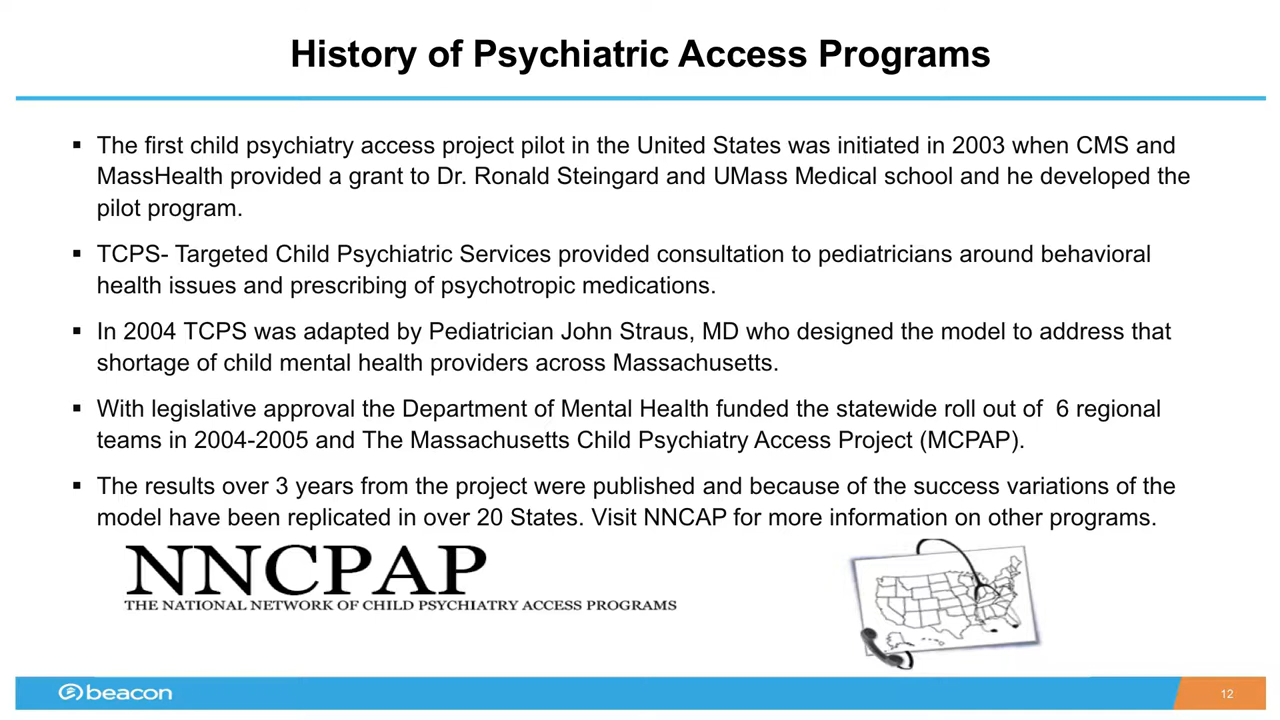 History of Psychiatric Access Programs
▪ The first child psychiatry access project pilot in the United States was initiated in 2003 when CMS and
MassHealth provided a grant to Dr. Ronald Steingard and UMass Medical school and he developed the
pilot program.
▪ TCPS- Targeted Child Psychiatric Services provided consultation to pediatricians around behavioral
health issues and prescribing of psychotropic medications.
▪ In 2004 TCPS was adapted by Pediatrician John Straus, MD who designed the model to address that
shortage of child mental health providers across Massachusetts.
▪ With legislative approval the Department of Mental Health funded the statewide roll out of  6 regional
teams in 2004-2005 and The Massachusetts Child Psychiatry Access Project (MCPAP).
▪ The results over 3 years from the project were published and because of the success variations of the
model have been replicated in over 20 States. Visit NNCAP for more information on other programs.
NNCPAP
THE NATIONAL NETWORK OF CHILD PSYCHIATRY ACCESS PROGRAMS
beacon
12